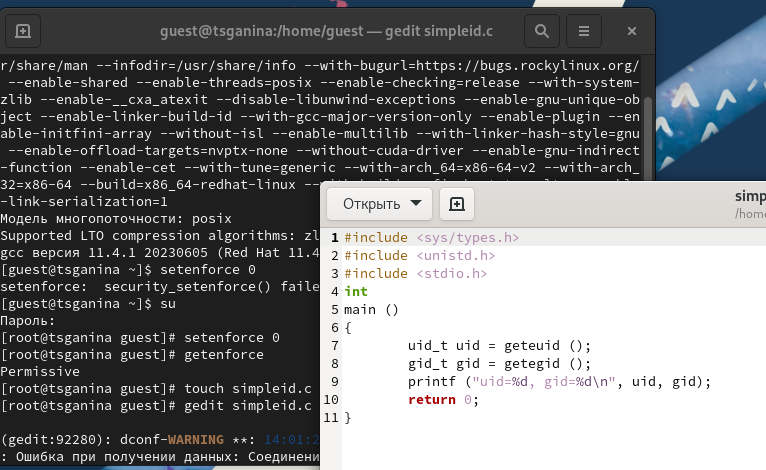 guest@tsganina:/home/guest — gedit simpleid.c
r/share/man --infodir=/usr/share/info --with-bugurl=https://bugs.rockylinux.org/
--enable-shared --enable-threads=posix --enable-checking=release --with-system-
zlib --enable-__cxa_atexit --disable-libunwind-exceptions --enable-gnu-unique-ob
ject --enable-linker-build-id --with-gcc-major-version-only --enable-plugin --en
able-initfini-array --without-isl --enable-multilib --with-linker-hash-style=gnu
--enable-offload-targets=nvptx-none --without-cuda-driver --enable-gnu-indirect
-function --enable-cet --with-tune=generic --with-arch_64=x86-64-v2 --with-arch_
32=x86-64 --build=x86_64-redhat-linux
-link-serialization=1
Модель многопоточности: posix
Supported LTO compression algorithms: zl
gcc версия 11.4.1 20230605 (Red Hat 11.4
[guest@tsganina ~]$ setenforce 0
setenforce:  security_setenforce() faile
[guest@tsganina ~]$ su
Пароль:
[root@tsganina guest]# setenforce 0
[root@tsganina guest]# getenforce
Permissive
[root@tsganina guest]# touch simpleid.c
[root@tsganina guest]# gedit simpleid.c
(gedit:92280): dconf-WARNING **: 14:01:2
: Ошибка при получении данных: Соединени
Открыть
simp
/home
1 #include <sys/types.h>
2 #include <unistd.h>
3 #include <stdio.h>
4 int
5 main ()
6 {
7 uid_t uid = geteuid ();
8 gid_t gid = getegid ();
9 printf ("uid=%d, gid=%d\n", uid, gid);
10 return 0;
11 }